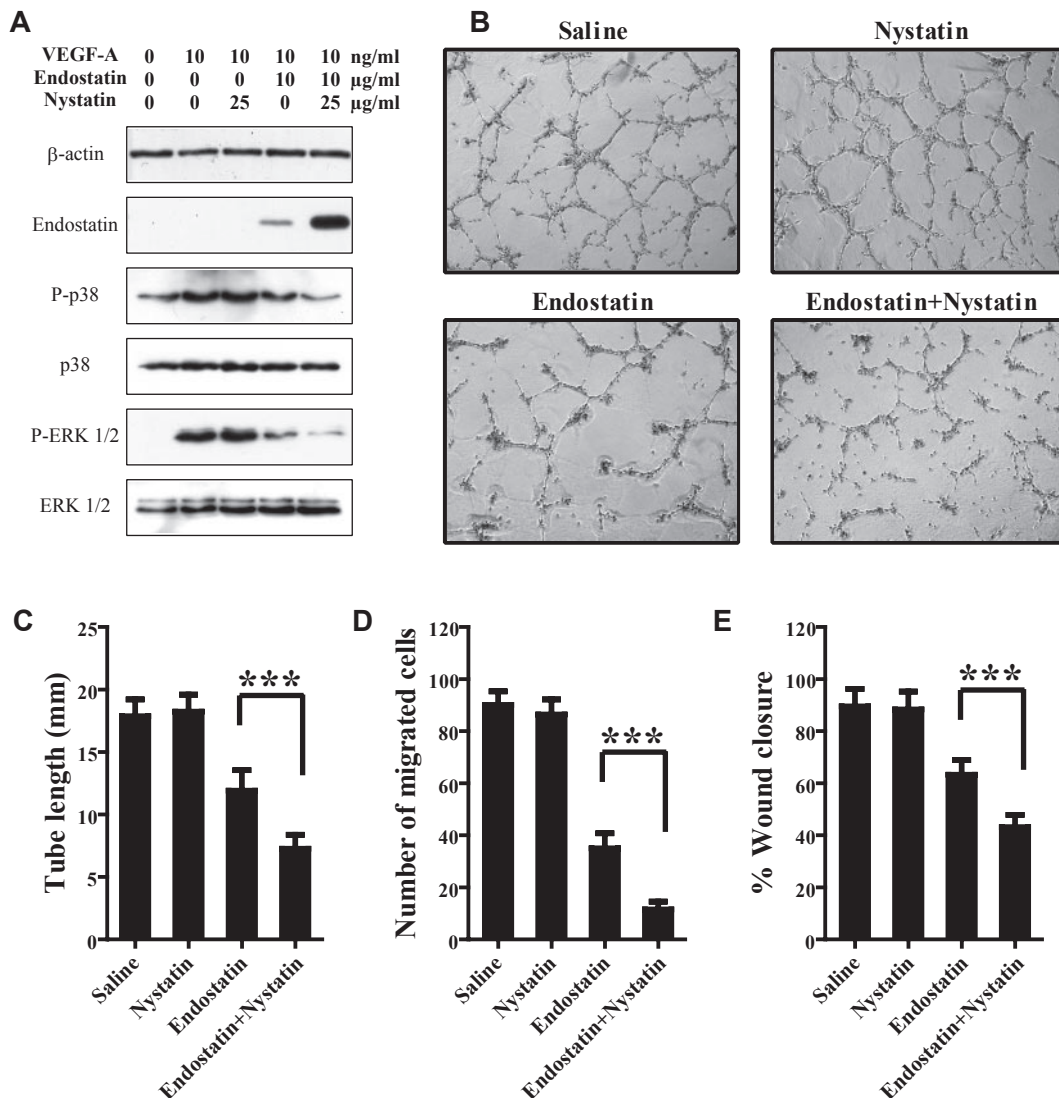 A
VEGF-A 0 10 10 10 10 ng/ml
Endostatin 0 0 0 10 10 μg/ml
Nystatin 0 0 25 0 25 μg/ml
β-actin
Endostatin
P-p38
p38
P-ERK 1/2
ERK 1/2
B
Saline
Nystatin
Endostatin
Endostatin+Nystatin
C
Tube length (mm)
25
20
15
10
5
0
***
Saline
Nystatin
Endostatin
Endostatin+Nystatin
D
Number of migrated cells
120
100
80
60
40
20
0
***
Saline
Nystatin
Endostatin
Endostatin+Nystatin
E
% Wound closure
120
100
80
60
40
20
0
***
Saline
Nystatin
Endostatin
Endostatin+Nystatin